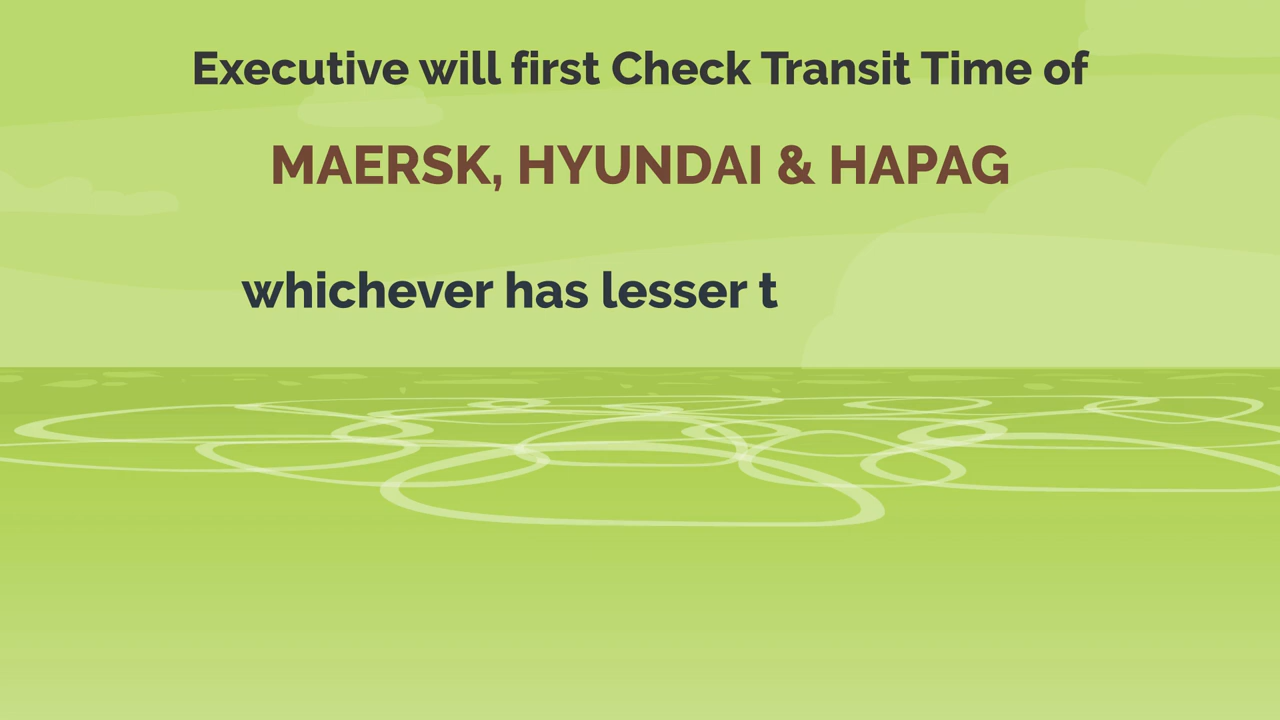 Executive will first Check Transit Time of
MAERSK, HYUNDAI & HAPAG
whichever has lesser t